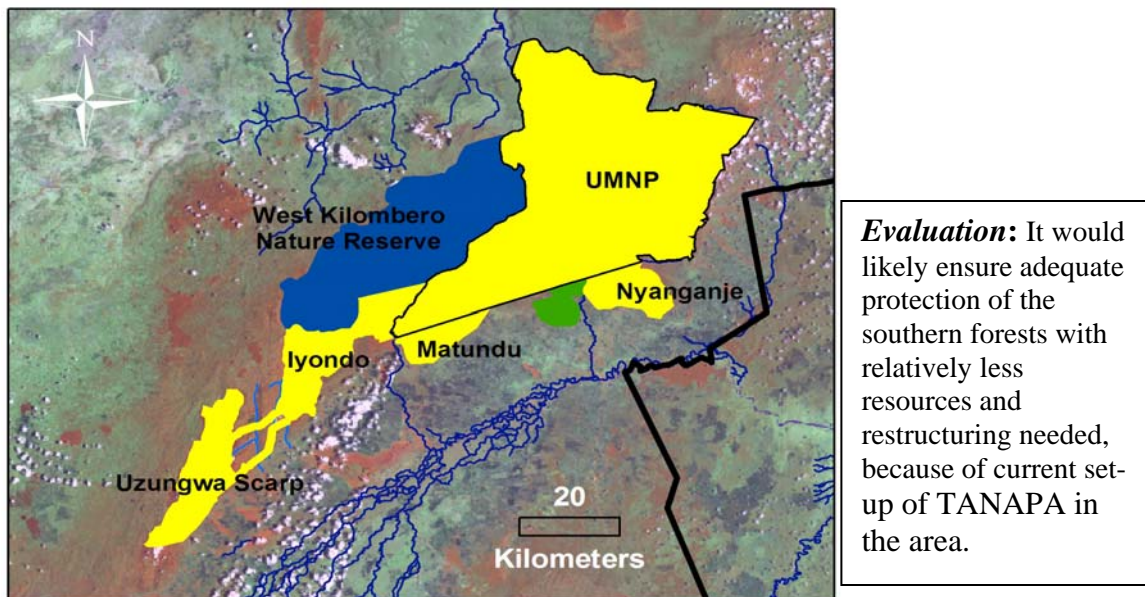 N
UMNP
West Kilombero
Nature Reserve
Nyanganje
Iyondo
Matundu
Uzungwa Scarp
20
Kilometers
Evaluation: It would
likely ensure adequate
protection of the
southern forests with
relatively less
resources and
restructuring needed,
because of current set-
up of TANAPA in
the area.